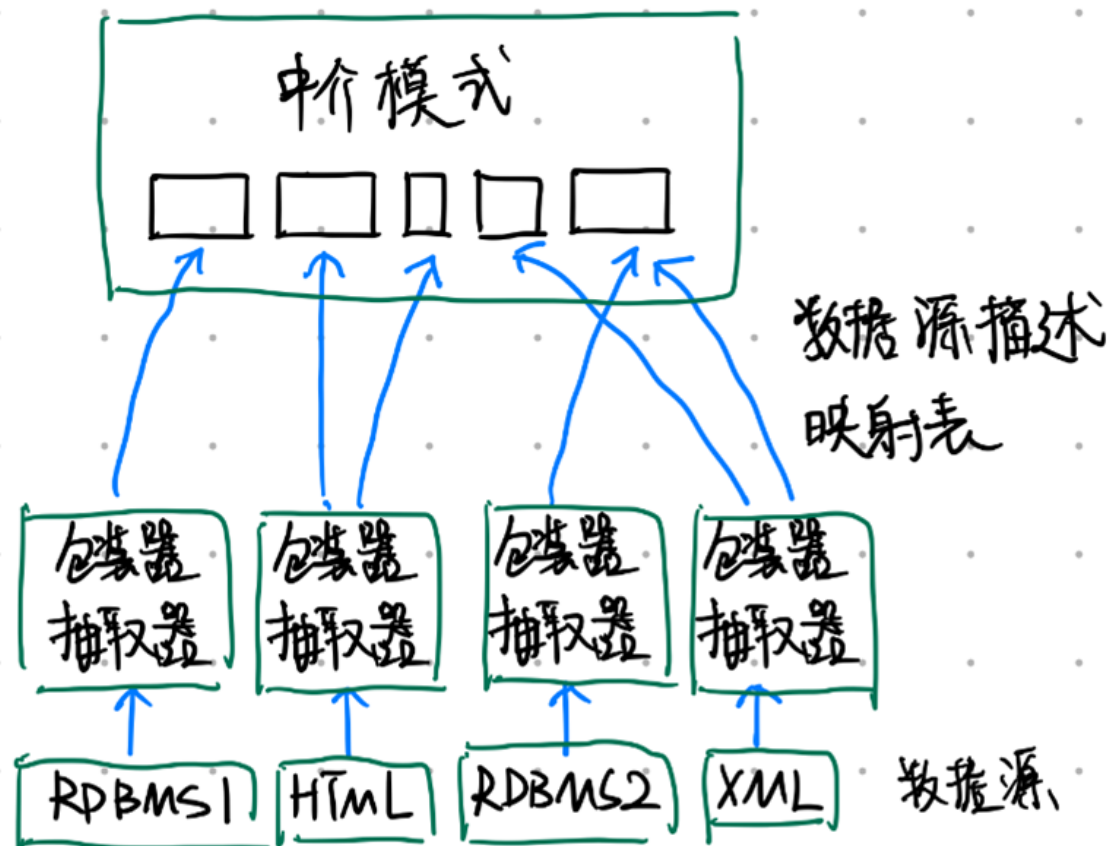 中介模式
数据源描述
映射表
包装器
抽取器
包装器
抽取器
包装器
抽取器
包装器
抽取器
RDBMS1
HTML
RDBMS2
XML
数据源